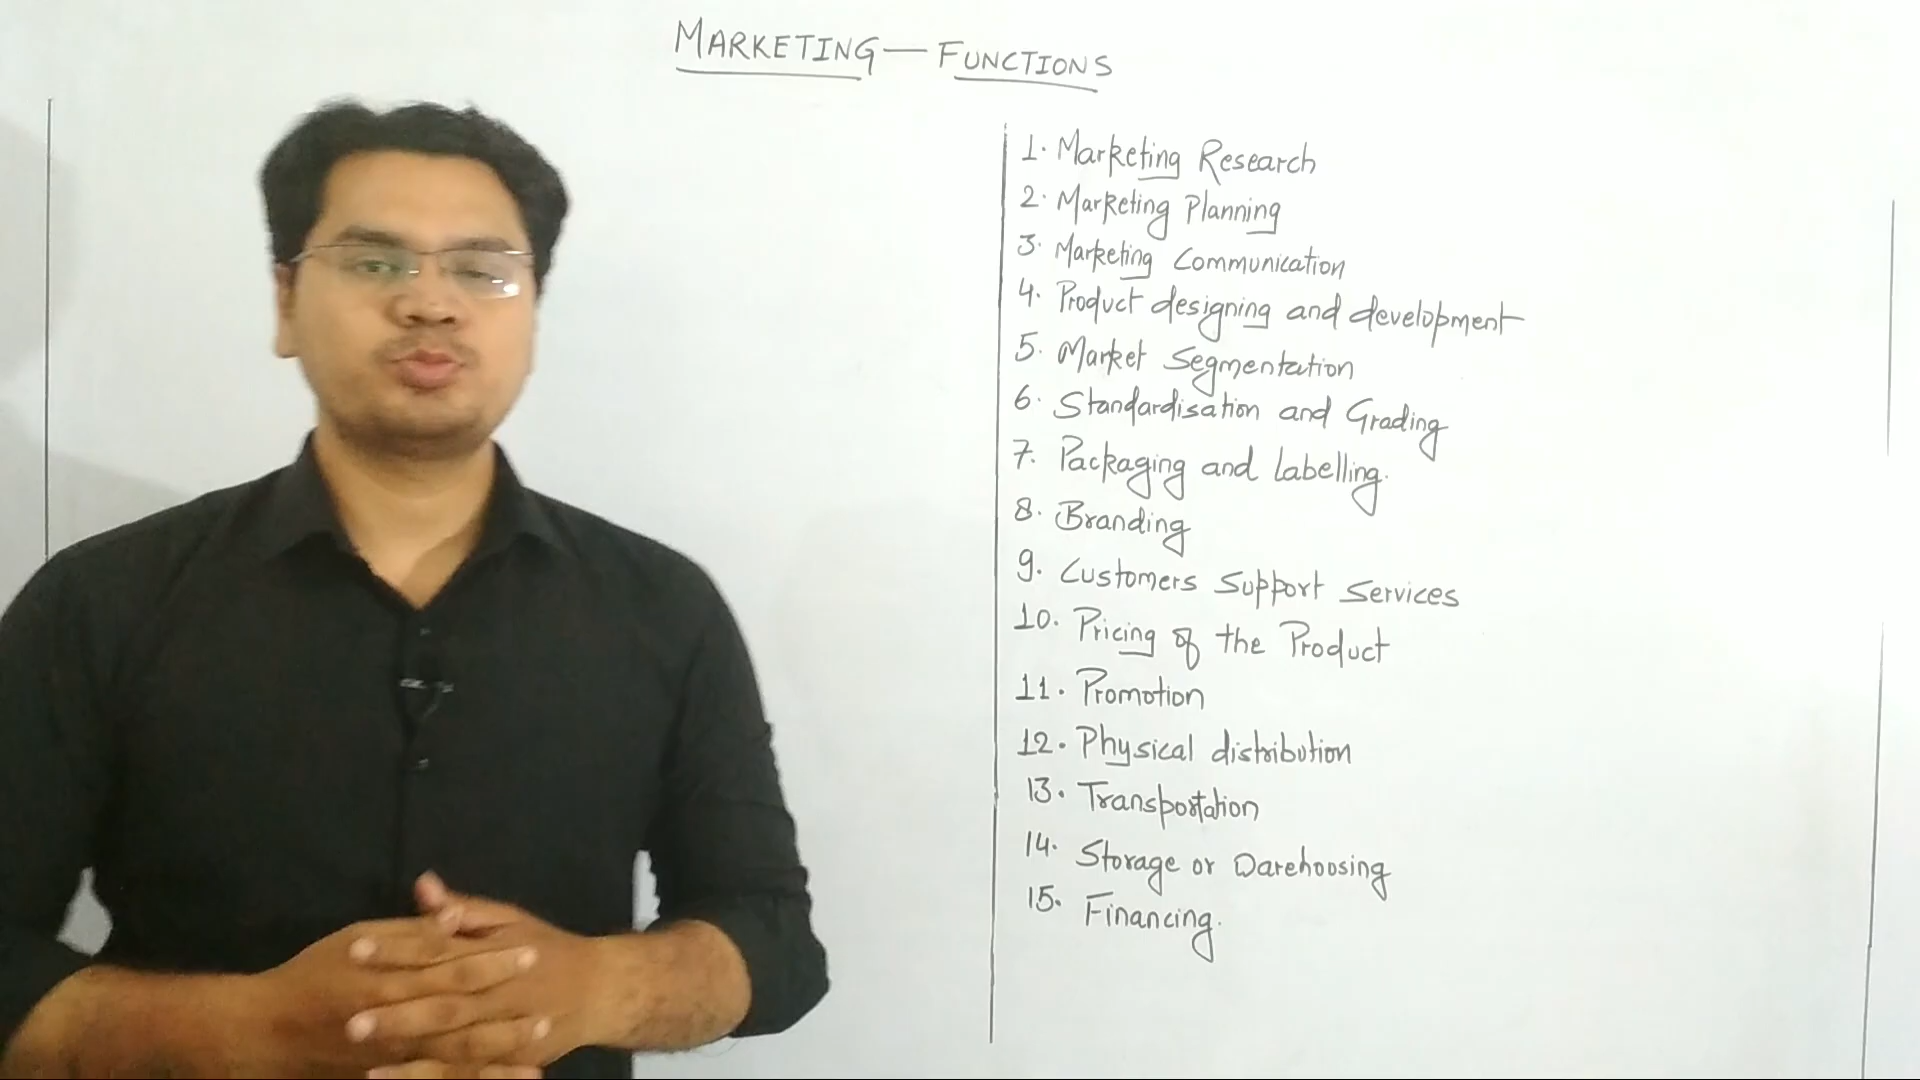 MARKETING — FUNCTIONS
1. Marketing Research
2. Marketing Planning
3. Marketing Communication
4. Product designing and development
5. Market Segmentation
6. Standardisation and Grading
7. Packaging and Labelling.
8. Branding
9. Customers Support Services
10. Pricing of the Product
11. Promotion
12. Physical distribution
13. Transportation
14. Storage or Warehoosing
15. Financing.